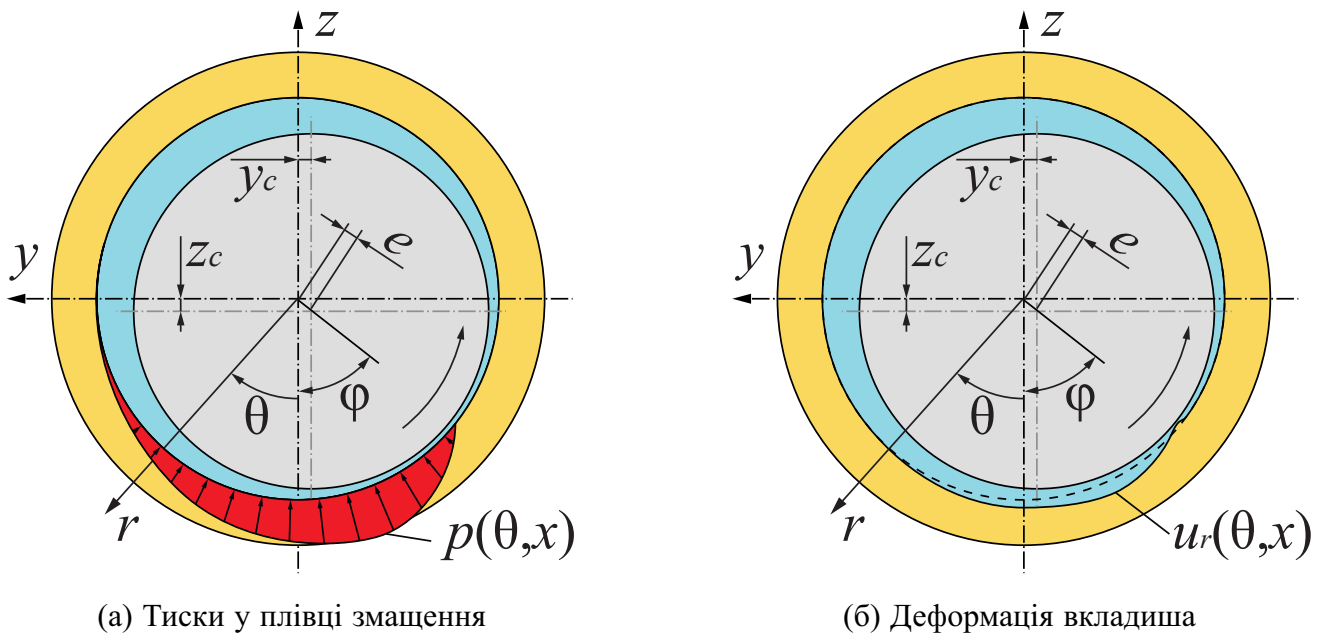 z
y_c
e
y
z_c
θ
φ
r
p(θ,x)
(а) Тиски у плівці змащення
z
y_c
e
y
z_c
θ
φ
r
u_r(θ,x)
(б) Деформація вкладиша